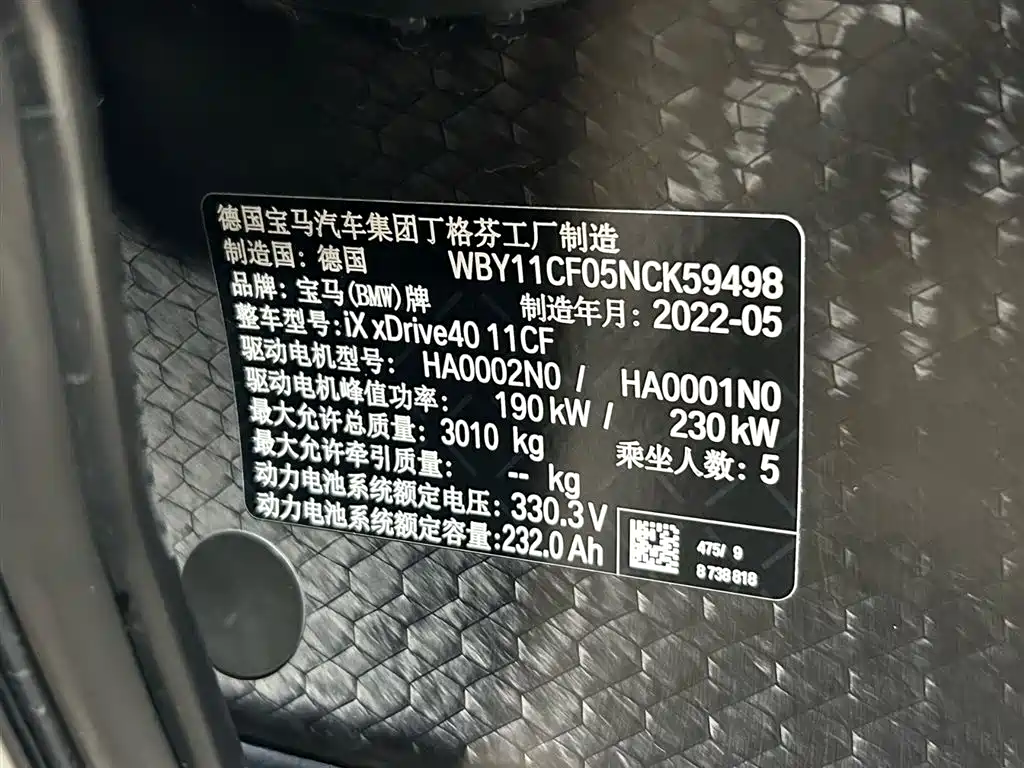 德国宝马汽车集团丁格芬工厂制造
制造国：德国 WBY11CF05NCK59498
品牌：宝马(BMW)牌 制造年月：2022-05
整车型号:iX xDrive40 11CF
驱动电机型号： HA0002N0 / HA0001N0
驱动电机峰值功率： 190 kW / 230 kW
最大允许总质量：3010 kg 乘坐人数：5
最大允许牵引质量： -- kg
动力电池系统额定电压：330.3 V
动力电池系统额定容量:232.0 Ah
475/ 9
8 738 818